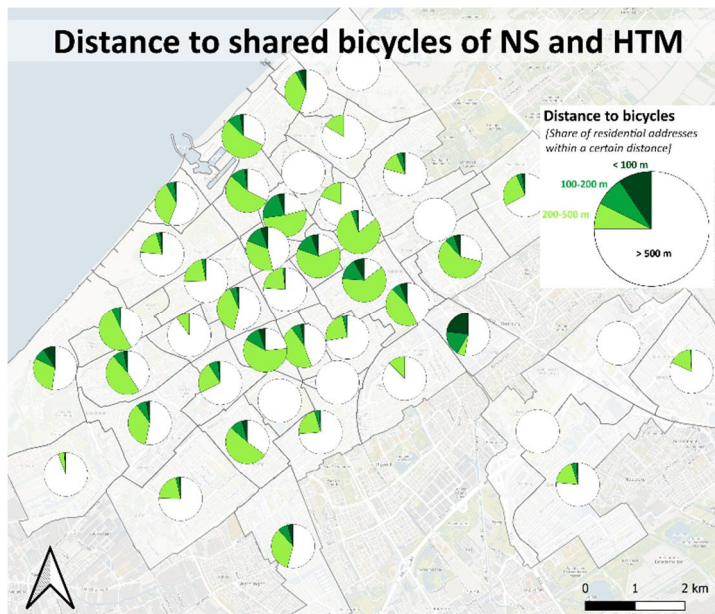 Distance to shared bicycles of NS and HTM
Distance to bicycles
[Share of residential addresses
within a certain distance]
< 100 m
100-200 m
200-500 m
> 500 m
0 1 2 km